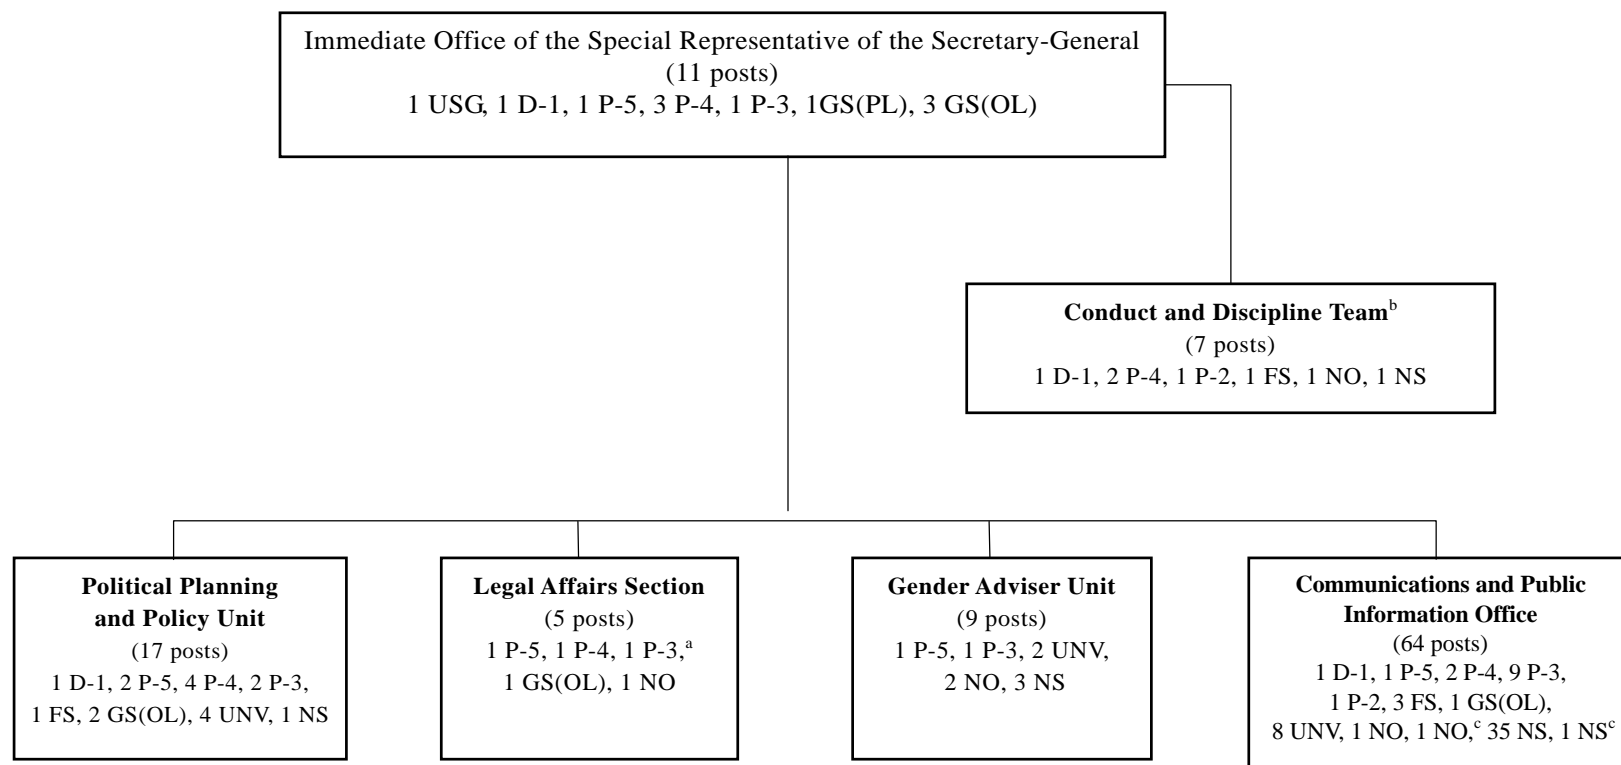 Immediate Office of the Special Representative of the Secretary-General
(11 posts)
1 USG, 1 D-1, 1 P-5, 3 P-4, 1 P-3, 1GS(PL), 3 GS(OL)
Conduct and Discipline Team^b
(7 posts)
1 D-1, 2 P-4, 1 P-2, 1 FS, 1 NO, 1 NS
Political Planning
and Policy Unit
(17 posts)
1 D-1, 2 P-5, 4 P-4, 2 P-3,
1 FS, 2 GS(OL), 4 UNV, 1 NS
Legal Affairs Section
(5 posts)
1 P-5, 1 P-4, 1 P-3,^a
1 GS(OL), 1 NO
Gender Adviser Unit
(9 posts)
1 P-5, 1 P-3, 2 UNV,
2 NO, 3 NS
Communications and Public
Information Office
(64 posts)
1 D-1, 1 P-5, 2 P-4, 9 P-3,
1 P-2, 3 FS, 1 GS(OL),
8 UNV, 1 NO, 1 NO,^c 35 NS, 1 NS^c